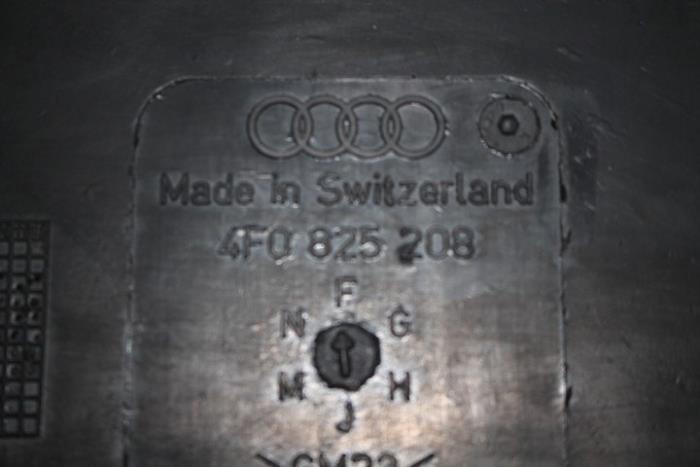 Made in Switzerland
4F0 825 208
F
N G
M H
J